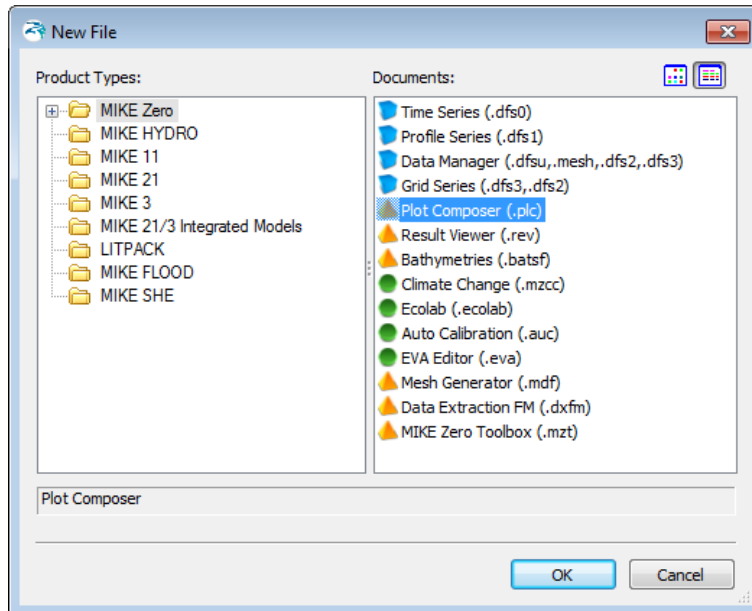 New File
Product Types:
MIKE Zero
MIKE HYDRO
MIKE 11
MIKE 21
MIKE 3
MIKE 21/3 Integrated Models
LITPACK
MIKE FLOOD
MIKE SHE
Documents:
Time Series (.dfs0)
Profile Series (.dfs1)
Data Manager (.dfsu,.mesh,.dfs2,.dfs3)
Grid Series (.dfs3,.dfs2)
Plot Composer (.plc)
Result Viewer (.rev)
Bathymetries (.batsf)
Climate Change (.mzcc)
Ecolab (.ecolab)
Auto Calibration (.auc)
EVA Editor (.eva)
Mesh Generator (.mdf)
Data Extraction FM (.dxfm)
MIKE Zero Toolbox (.mzt)
Plot Composer
OK
Cancel